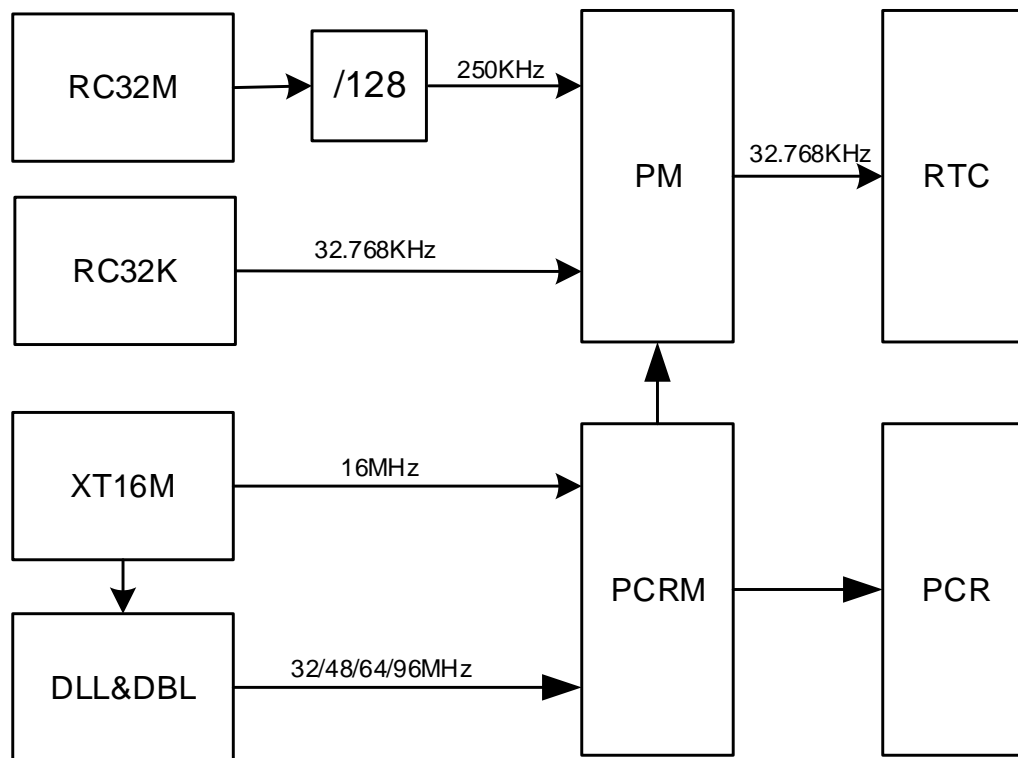 RC32M
/128
250KHz
PM
32.768KHz
RTC
RC32K
32.768KHz
XT16M
16MHz
PCRM
PCR
DLL&DBL
32/48/64/96MHz